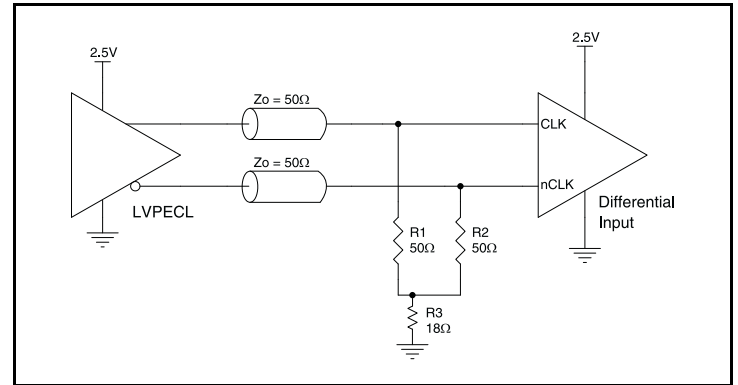 2.5V
2.5V
Zo = 50Ω
CLK
Zo = 50Ω
nCLK
LVPECL
Differential
Input
R1
50Ω
R2
50Ω
R3
18Ω